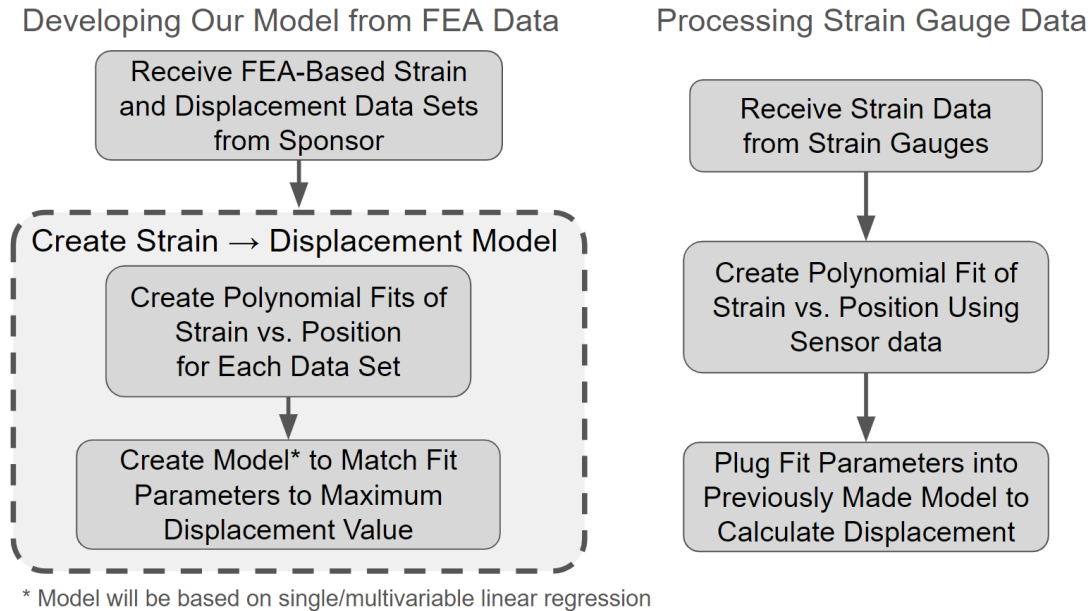 Developing Our Model from FEA Data
Receive FEA-Based Strain
and Displacement Data Sets
from Sponsor
Create Strain → Displacement Model
Create Polynomial Fits of
Strain vs. Position
for Each Data Set
Create Model* to Match Fit
Parameters to Maximum
Displacement Value
* Model will be based on single/multivariable linear regression
Processing Strain Gauge Data
Receive Strain Data
from Strain Gauges
Create Polynomial Fit of
Strain vs. Position Using
Sensor data
Plug Fit Parameters into
Previously Made Model to
Calculate Displacement